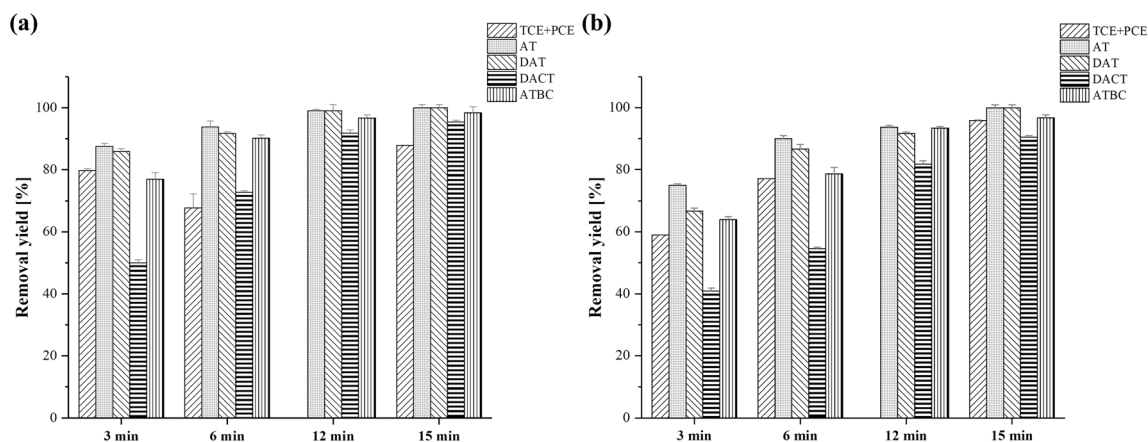 (a)
TCE+PCE
AT
DAT
DACT
ATBC
Removal yield [%]
100
80
60
40
20
0
3 min
6 min
12 min
15 min
(b)
TCE+PCE
AT
DAT
DACT
ATBC
Removal yield [%]
100
80
60
40
20
0
3 min
6 min
12 min
15 min